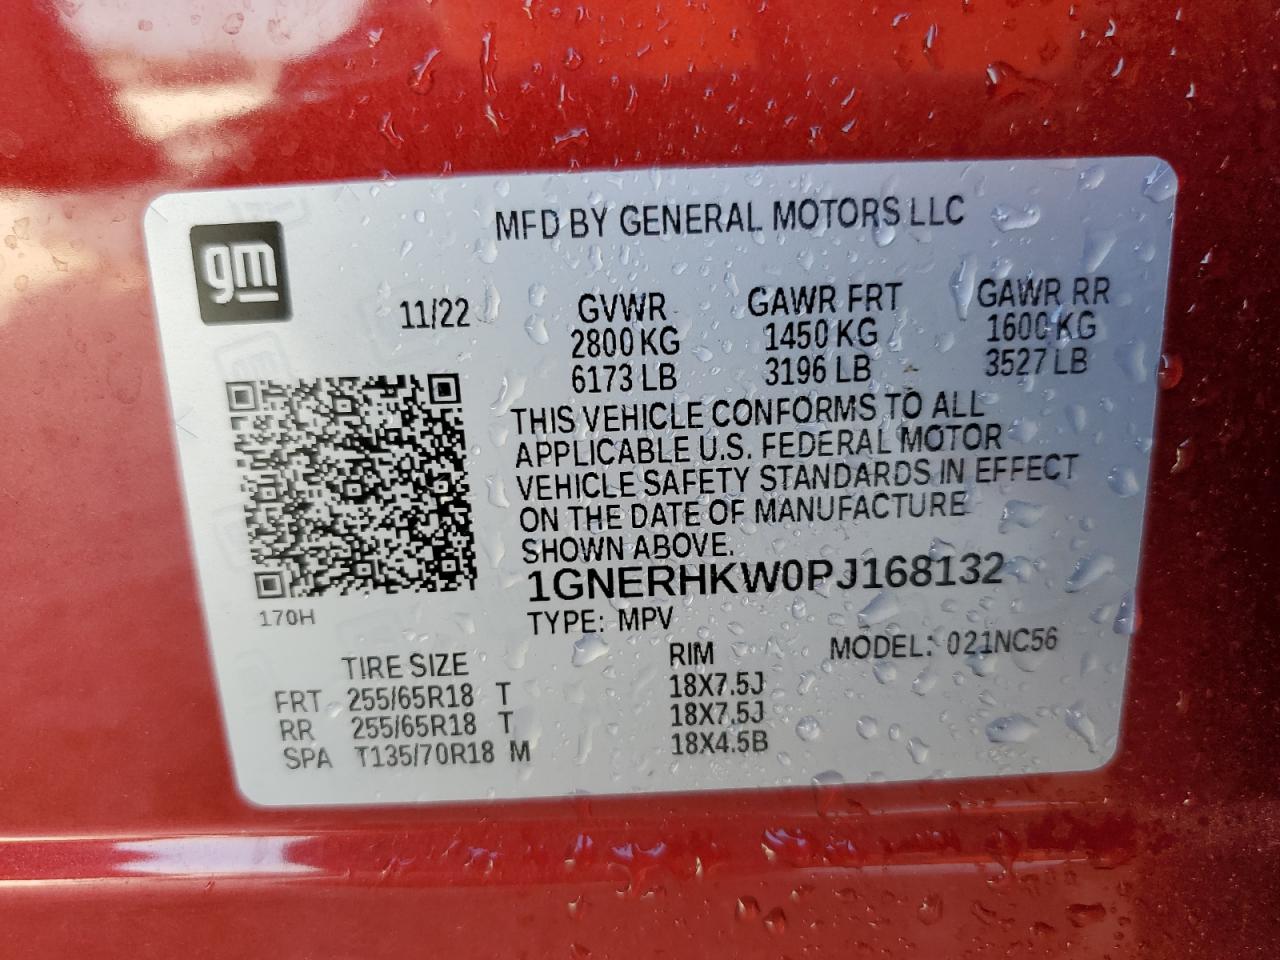 MFD BY GENERAL MOTORS LLC
gm
11/22
GVWR GAWR FRT GAWR RR
2800 KG 1450 KG 1600 KG
6173 LB 3196 LB 3527 LB
THIS VEHICLE CONFORMS TO ALL
APPLICABLE U.S. FEDERAL MOTOR
VEHICLE SAFETY STANDARDS IN EFFECT
ON THE DATE OF MANUFACTURE
SHOWN ABOVE.
1GNERHKW0PJ168132
170H
TYPE: MPV
MODEL: 021NC56
TIRE SIZE RIM
FRT 255/65R18 T 18X7.5J
RR 255/65R18 T 18X7.5J
SPA T135/70R18 M 18X4.5B